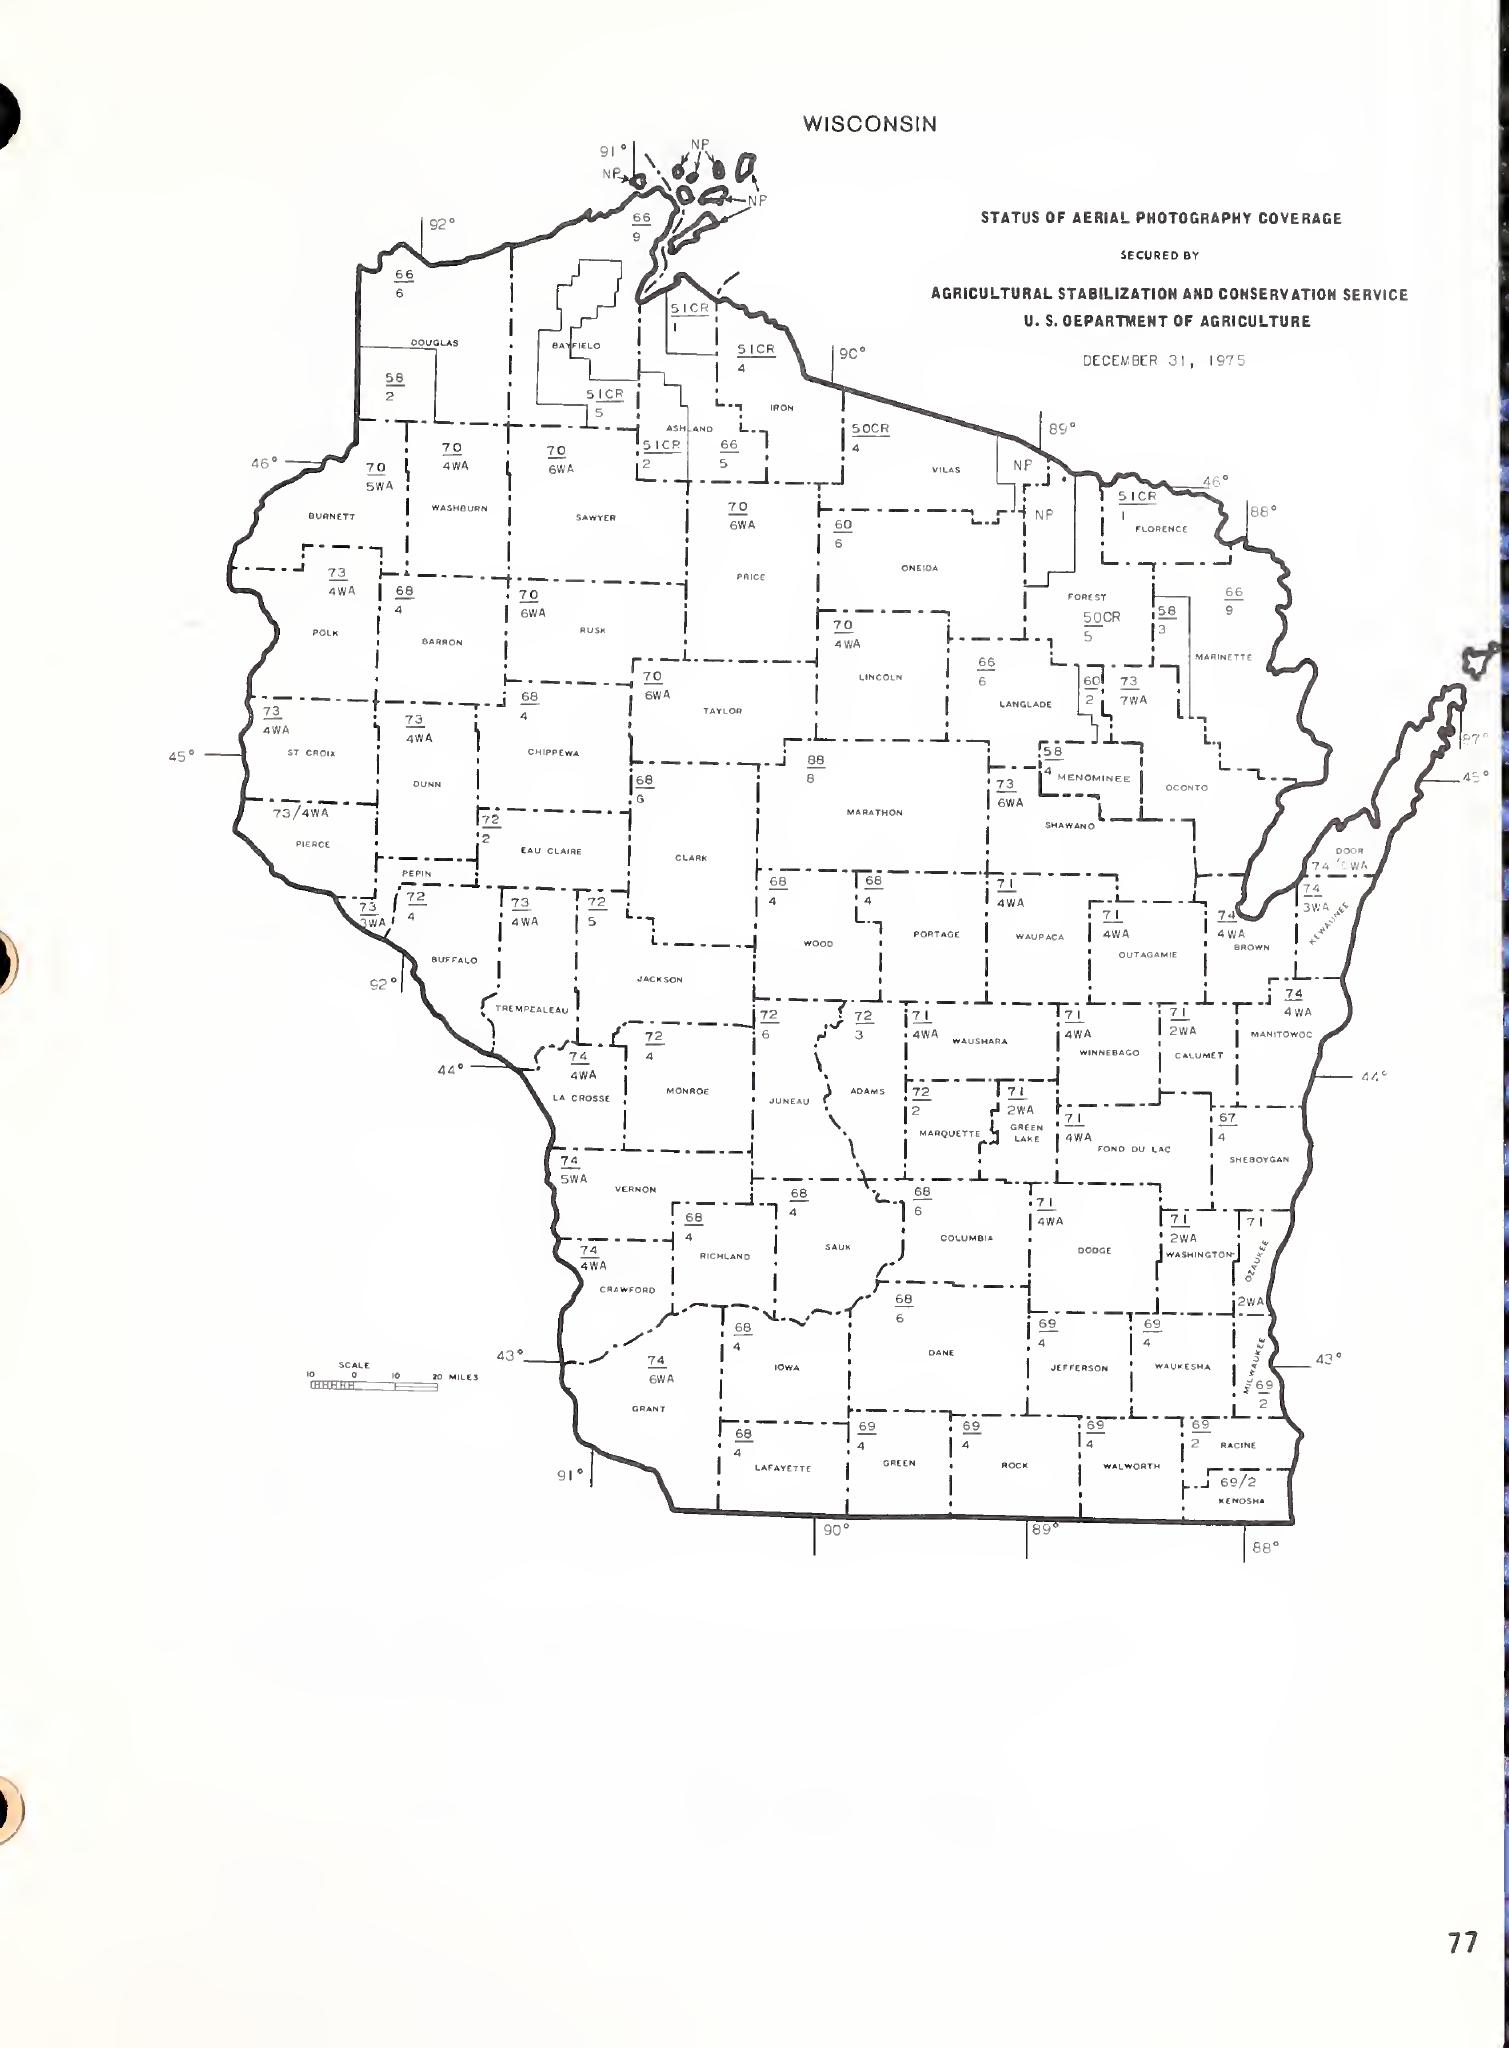 WISCONSIN
STATUS OF AERIAL PHOTOGRAPHY COVERAGE
SECURED BY
AGRICULTURAL STABILIZATION AND CONSERVATION SERVICE
U. S. DEPARTMENT OF AGRICULTURE
DECEMBER 31, 1975
91°
NP
NP
NP
92°
66
9
66
6
DOUGLAS
58
2
BAYFIELD
51CR
5
51CR
1
51CR
4
IRON
90°
ASHLAND
51CR
2
66
5
50CR
4
VILAS
NP
NP
89°
46°
88°
51CR
1
FLORENCE
46°
70
5WA
BURNETT
70
4WA
WASHBURN
70
6WA
SAWYER
70
6WA
PRICE
60
6
ONEIDA
FOREST
50CR
5
58
3
66
9
MARINETTE
73
4WA
POLK
68
4
BARRON
70
6WA
RUSK
70
4WA
LINCOLN
66
6
LANGLADE
60
2
73
7WA
OCONTO
70
6WA
TAYLOR
68
4
CHIPPEWA
73
4WA
ST CROIX
73
4WA
DUNN
45°
87°
45°
88
8
MARATHON
58
4
MENOMINEE
73
6WA
SHAWANO
68
6
CLARK
73/4WA
PIERCE
72
2
EAU CLAIRE
PEPIN
73
3WA
72
4
BUFFALO
73
4WA
TREMPEALEAU
72
5
JACKSON
68
4
WOOD
68
4
PORTAGE
71
4WA
WAUPACA
71
4WA
OUTAGAMIE
74
4WA
BROWN
DOOR
74
WA
74
3WA
KEWAUNEE
92°
44°
74
4WA
LA CROSSE
72
4
MONROE
72
6
JUNEAU
72
3
ADAMS
71
4WA
WAUSHARA
71
4WA
WINNEBAGO
71
2WA
CALUMET
74
4WA
MANITOWOC
44°
72
2
MARQUETTE
71
2WA
GREEN
LAKE
71
4WA
FOND DU LAC
67
4
SHEBOYGAN
74
5WA
VERNON
68
4
RICHLAND
68
4
SAUK
68
6
COLUMBIA
71
4WA
DODGE
71
2WA
WASHINGTON
71
OZAUKEE
2WA
74
4WA
CRAWFORD
43°
74
6WA
GRANT
68
4
IOWA
68
6
DANE
69
4
JEFFERSON
69
4
WAUKESHA
MILWAUKEE
69
2
43°
SCALE
10 0 10 20 MILES
68
4
LAFAYETTE
69
4
GREEN
69
4
ROCK
69
4
WALWORTH
69
2
RACINE
69/2
KENOSHA
91°
90°
89°
88°
77